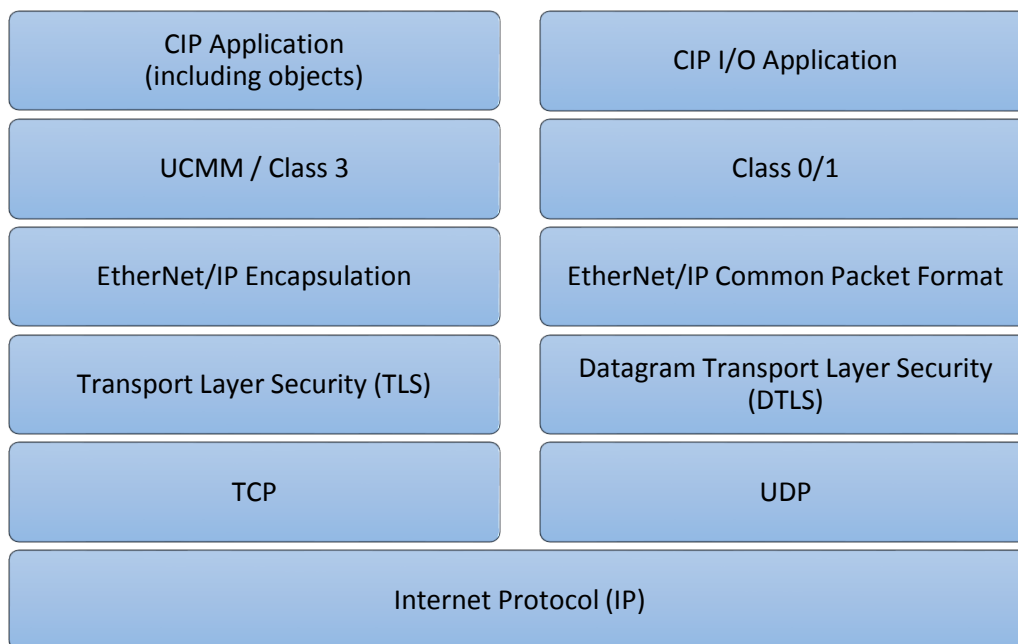 CIP Application
(including objects)
CIP I/O Application
UCMM / Class 3
Class 0/1
EtherNet/IP Encapsulation
EtherNet/IP Common Packet Format
Transport Layer Security (TLS)
Datagram Transport Layer Security
(DTLS)
TCP
UDP
Internet Protocol (IP)